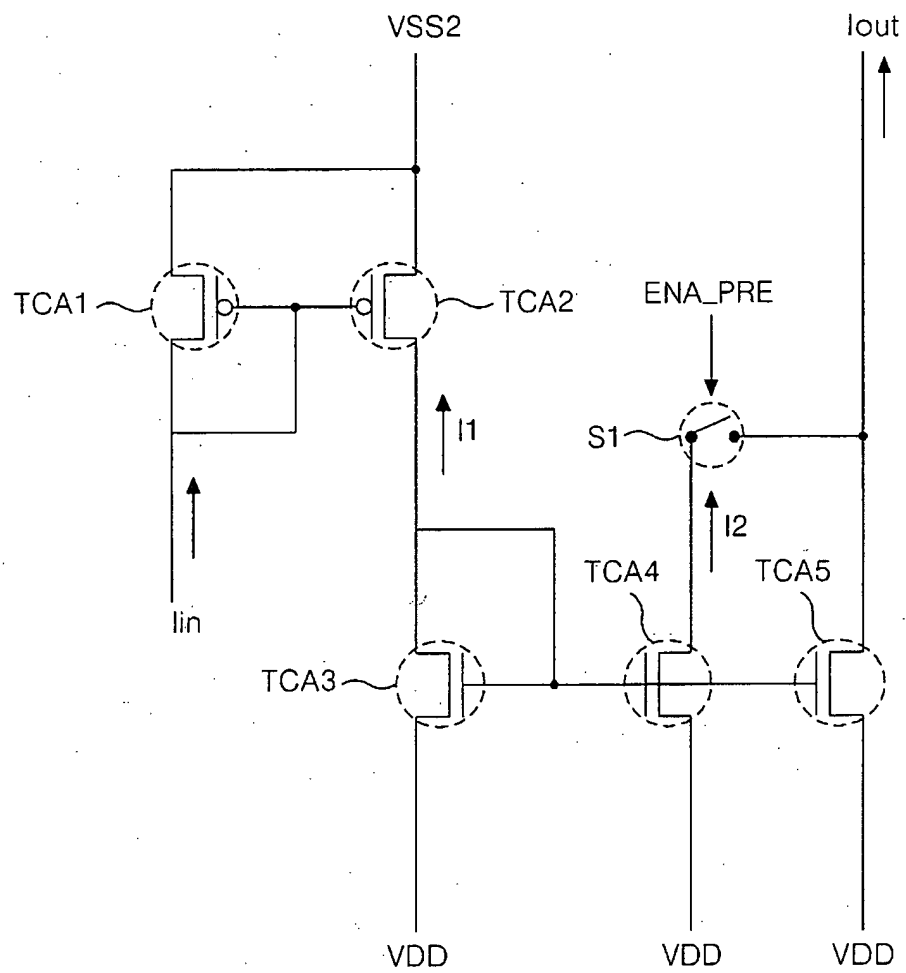 VSS2
Iout
TCA1
TCA2
ENA_PRE
I1
S1
I2
Iin
TCA4
TCA5
TCA3
VDD
VDD
VDD